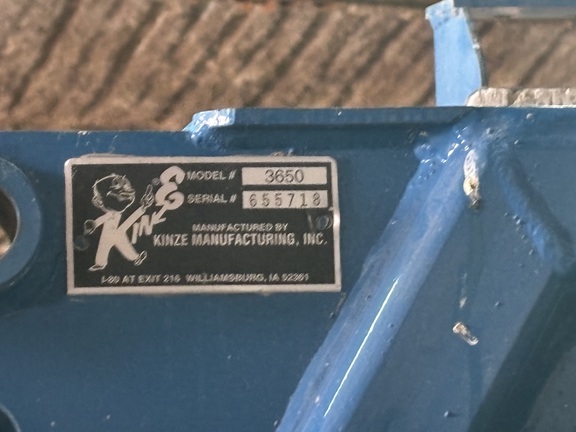 MODEL # 3650
SERIAL # 655718
KINZE
MANUFACTURED BY
KINZE MANUFACTURING, INC.
I-80 AT EXIT 216 WILLIAMSBURG, IA 52361